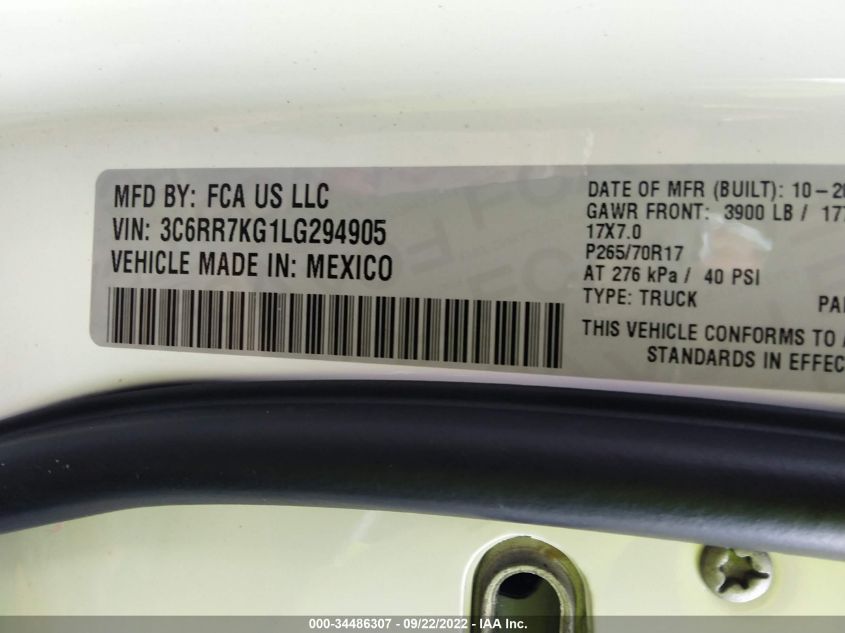 MFD BY: FCA US LLC
VIN: 3C6RR7KG1LG294905
VEHICLE MADE IN: MEXICO
DATE OF MFR (BUILT): 10-20
GAWR FRONT: 3900 LB / 177
17X7.0
P265/70R17
AT 276 kPa / 40 PSI
TYPE: TRUCK
THIS VEHICLE CONFORMS TO
STANDARDS IN EFFEC
000-34486307 - 09/22/2022 - IAA Inc.